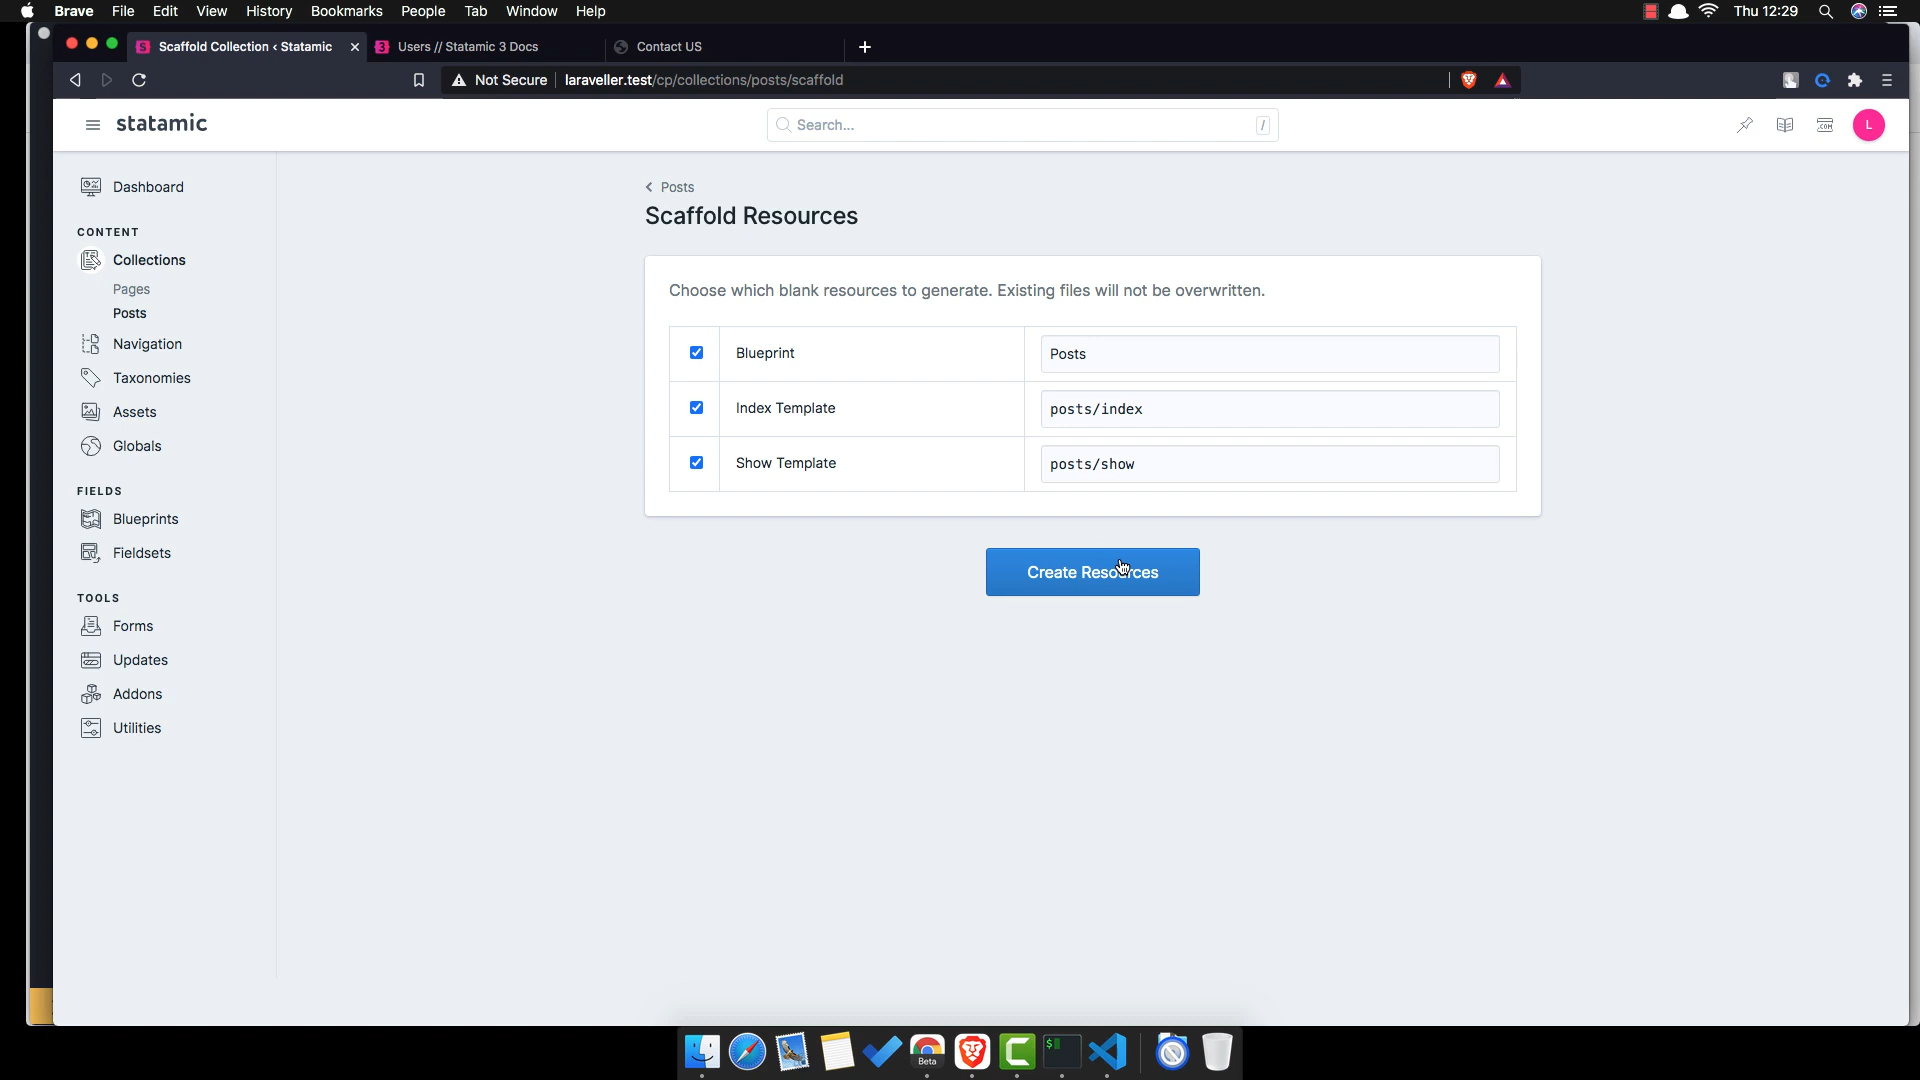 Brave File Edit View History Bookmarks People Tab Window Help Thu 12:29
Scaffold Collection ‹ Statamic Users // Statamic 3 Docs Contact US
Not Secure laraveller.test/cp/collections/posts/scaffold
statamic Search... / .COM L
Dashboard
CONTENT
Collections
Pages
Posts
Navigation
Taxonomies
Assets
Globals
FIELDS
Blueprints
Fieldsets
TOOLS
Forms
Updates
Addons
Utilities
Posts
Scaffold Resources
Choose which blank resources to generate. Existing files will not be overwritten.
Blueprint Posts
Index Template posts/index
Show Template posts/show
Create Resources
Beta
$